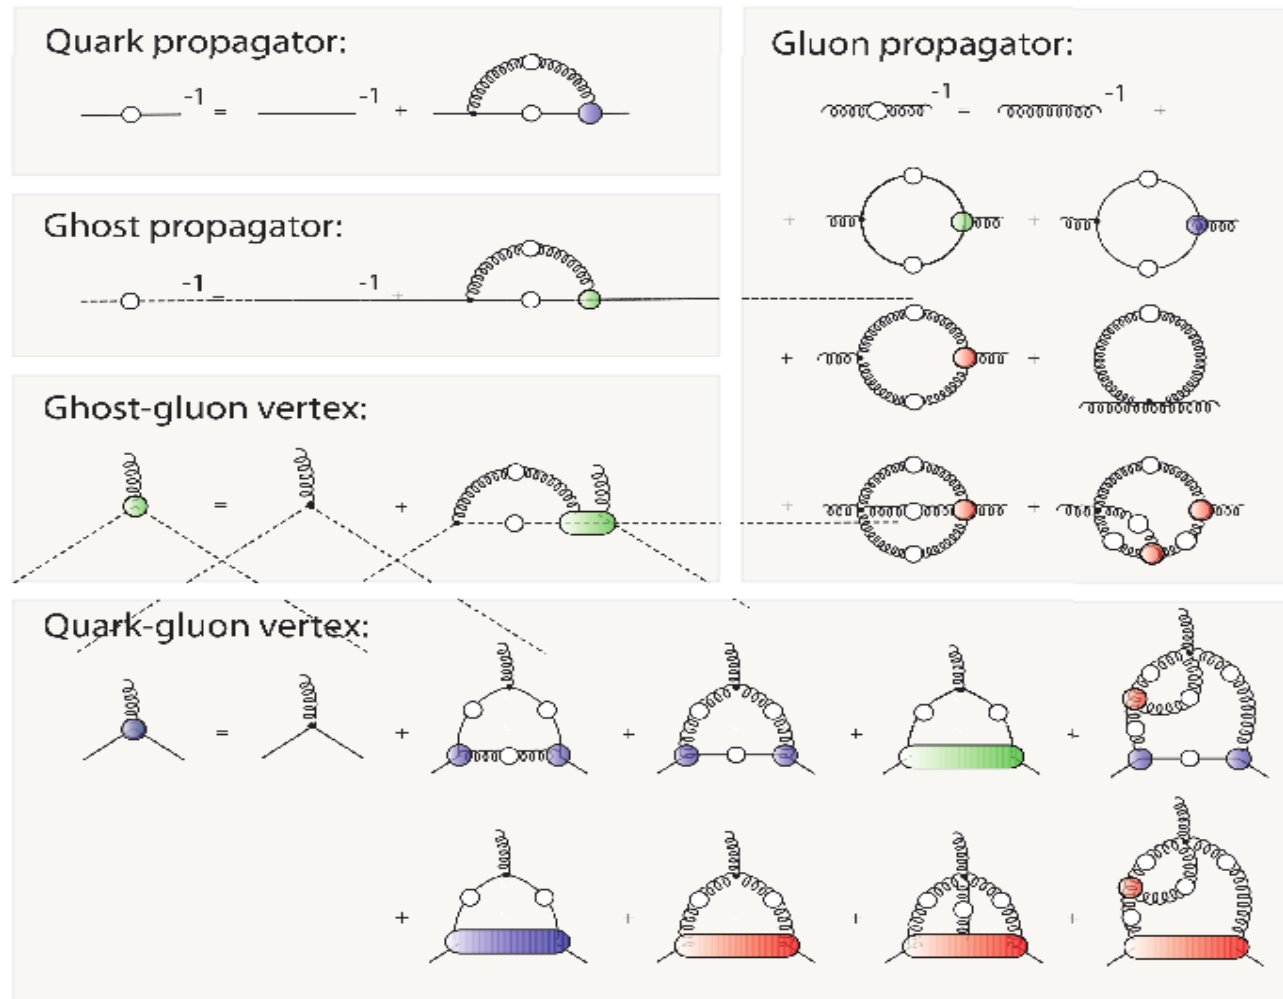 Quark propagator:
-1 = -1 +
Ghost propagator:
-1 = -1 +
Ghost-gluon vertex:
= +
Gluon propagator:
-1 = -1 +
+ +
+ +
+ +
Quark-gluon vertex:
= + + + +
+ + + +